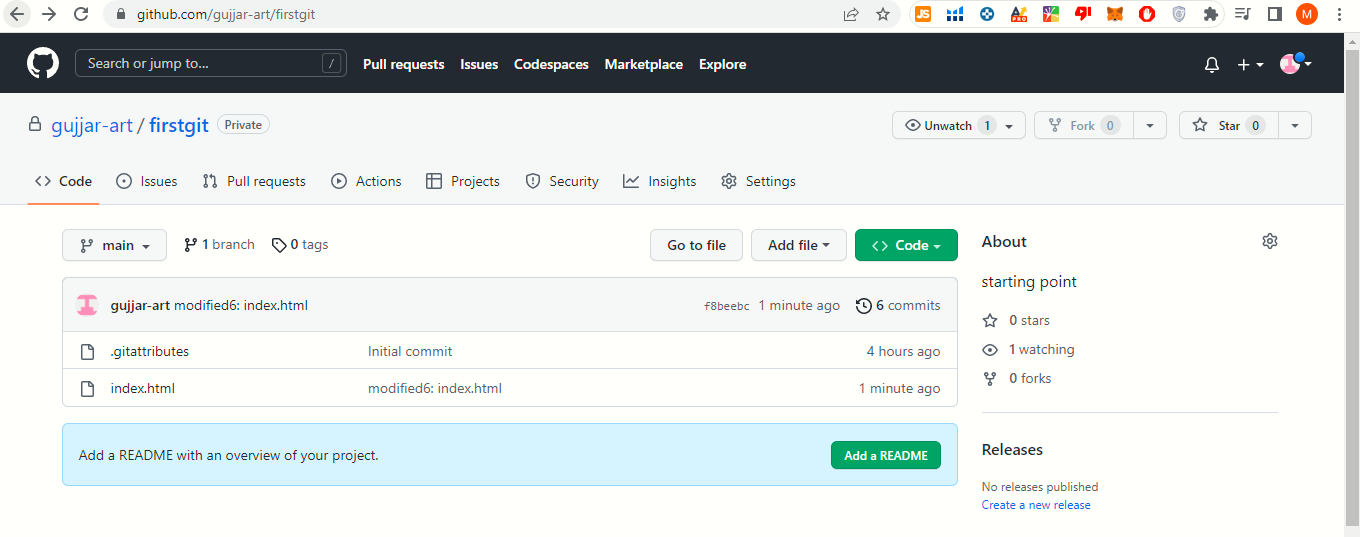 github.com/gujjar-art/firstgit
JS
PRO
M
Search or jump to... /
Pull requests Issues Codespaces Marketplace Explore
gujjar-art / firstgit Private
Unwatch 1 Fork 0 Star 0
Code Issues Pull requests Actions Projects Security Insights Settings
main 1 branch 0 tags Go to file Add file Code
gujjar-art modified6: index.html f8beebc 1 minute ago 6 commits
.gitattributes Initial commit 4 hours ago
index.html modified6: index.html 1 minute ago
Add a README with an overview of your project. Add a README
About
starting point
0 stars
1 watching
0 forks
Releases
No releases published
Create a new release